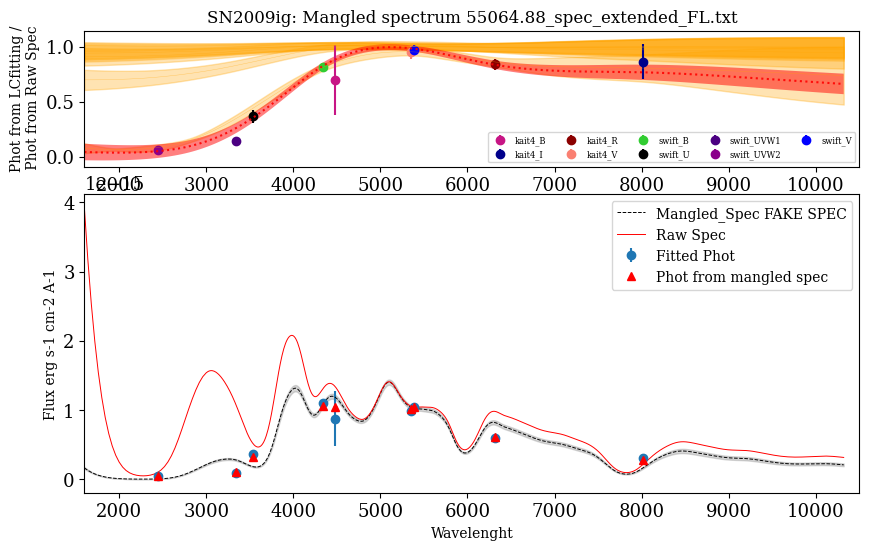 SN2009ig: Mangled spectrum 55064.88_spec_extended_FL.txt
Phot from LCfitting /
Phot from Raw Spec
1.0
0.5
0.0
kait4_B kait4_R swift_B swift_UVW1 swift_V
kait4_I kait4_V swift_U swift_UVW2
2000 3000 4000 5000 6000 7000 8000 9000 10000
1e−15
Flux erg s-1 cm-2 A-1
4
3
2
1
0
Mangled_Spec FAKE SPEC
Raw Spec
Fitted Phot
Phot from mangled spec
2000 3000 4000 5000 6000 7000 8000 9000 10000
Wavelenght